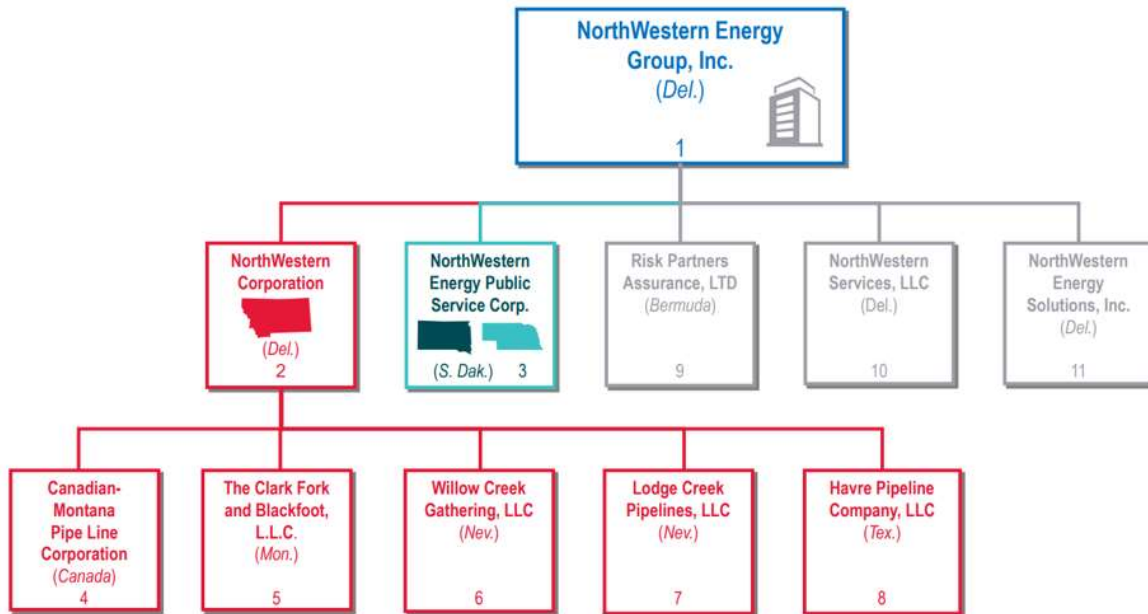 NorthWestern Energy
Group, Inc.
(Del.)
1
NorthWestern
Corporation
(Del.)
2
NorthWestern
Energy Public
Service Corp.
(S. Dak.) 3
Risk Partners
Assurance, LTD
(Bermuda)
9
NorthWestern
Services, LLC
(Del.)
10
NorthWestern
Energy
Solutions, Inc.
(Del.)
11
Canadian-
Montana
Pipe Line
Corporation
(Canada)
4
The Clark Fork
and Blackfoot,
L.L.C.
(Mon.)
5
Willow Creek
Gathering, LLC
(Nev.)
6
Lodge Creek
Pipelines, LLC
(Nev.)
7
Havre Pipeline
Company, LLC
(Tex.)
8